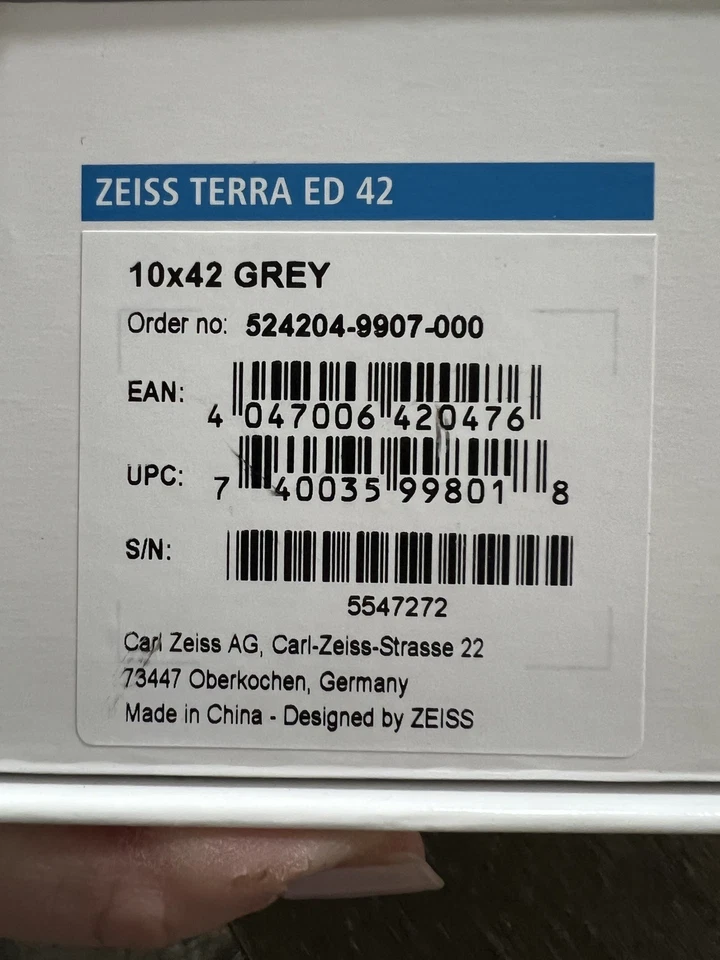 ZEISS TERRA ED 42
10x42 GREY
Order no: 524204-9907-000
EAN:
4 047006 420476
UPC:
7 40035 99801 8
S/N:
5547272
Carl Zeiss AG, Carl-Zeiss-Strasse 22
73447 Oberkochen, Germany
Made in China - Designed by ZEISS